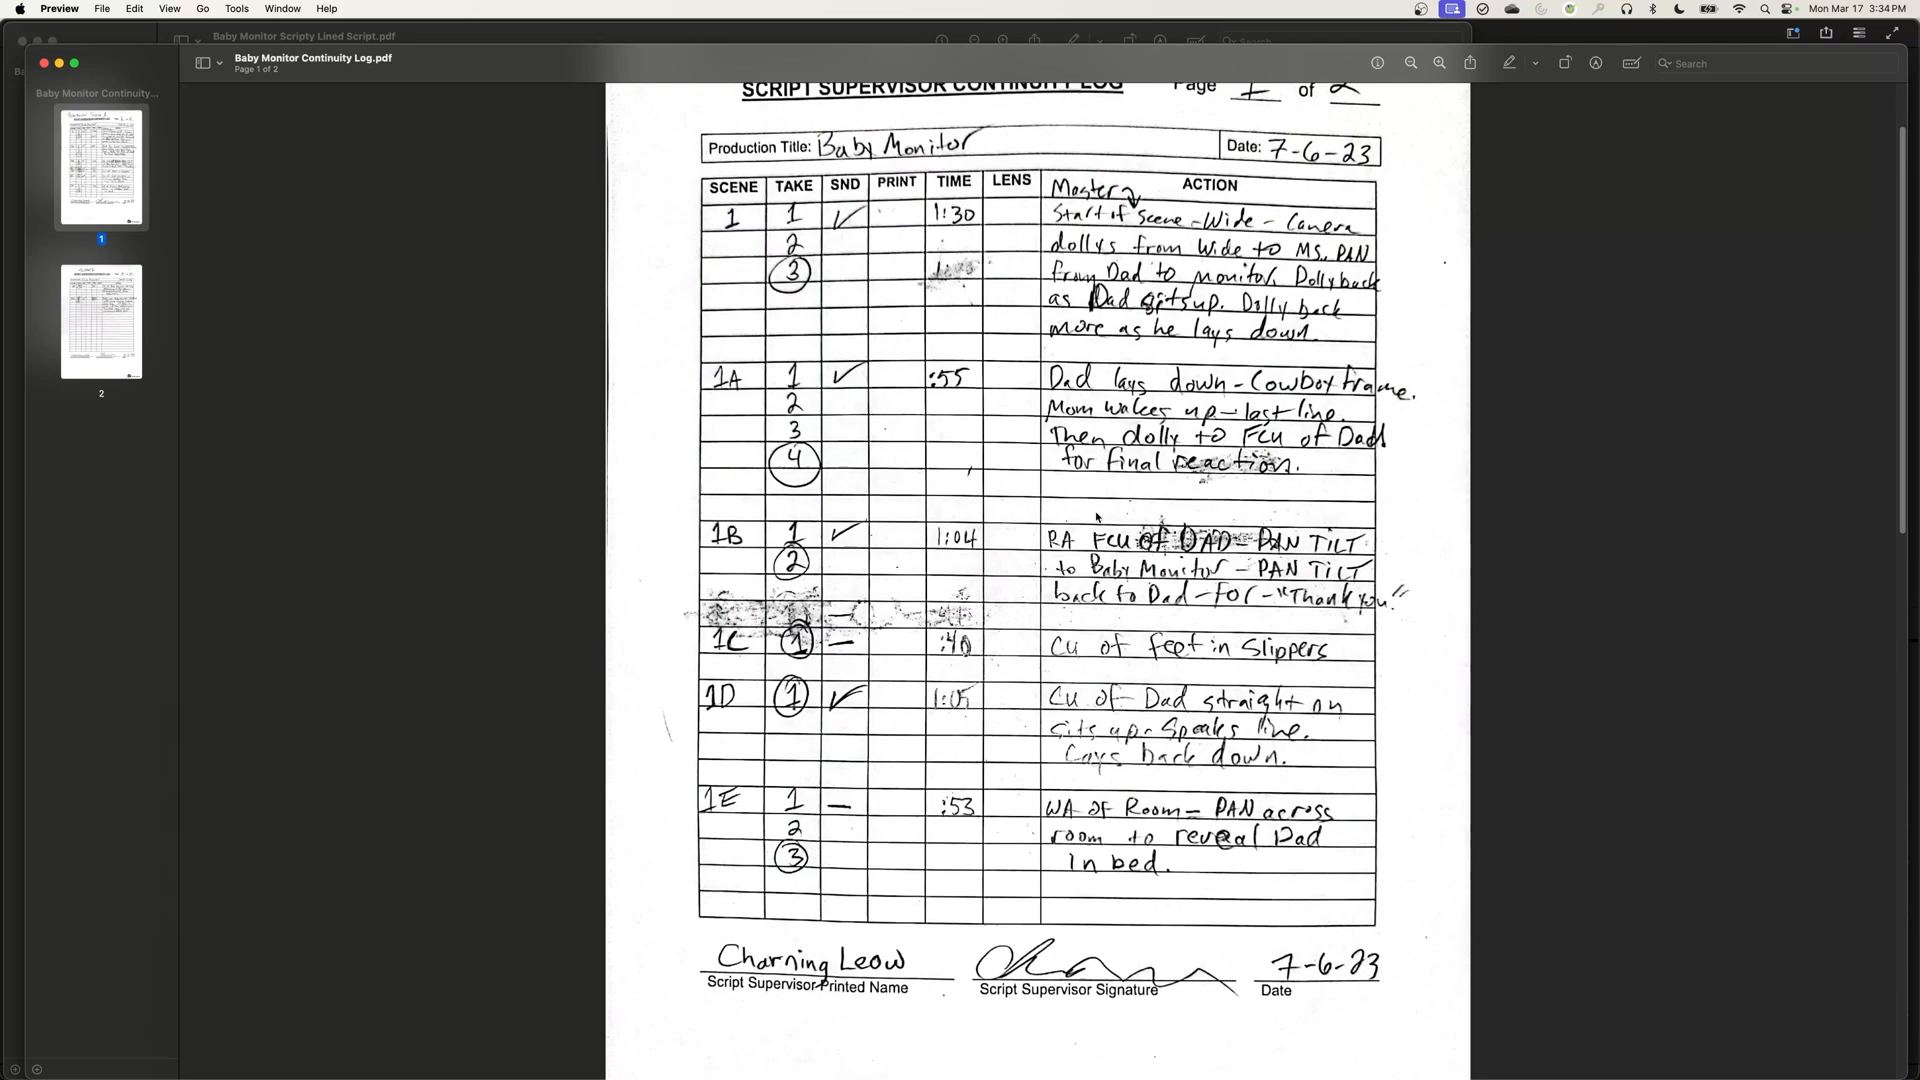 Preview File Edit View Go Tools Window Help
Mon Mar 17 3:34 PM
Baby Monitor Scripty Lined Script.pdf
Search
Baby Monitor Continuity Log.pdf
Page 1 of 2
Search
Baby Monitor Continuity...
1
2
SCRIPT SUPERVISOR CONTINUITY LOG Page 1 of 2
Production Title: Baby Monitor Date: 7-6-23
SCENE TAKE SND PRINT TIME LENS ACTION
Master
1 1 ✓ 1:30 Start of Scene - Wide - Camera
2 dollys from Wide to MS. PAN
3 from Dad to monitor. Dolly back
as Dad sits up. Dolly back
more as he lays down.
1A 1 ✓ :55 Dad lays down - Cowboy frame.
2 Mom wakes up - last line.
3 Then dolly to FCU of Dad
4 for final reaction.
1B 1 ✓ 1:04 RA FCU of DAD - PAN TILT
2 to Baby Monitor - PAN TILT
back to Dad - for - "Thank you."
1C 1 — :40 CU of feet in Slippers
1D 1 ✓ 1:05 CU of Dad straight on
sits up - Speaks line.
Lays back down.
1E 1 — :53 WA of Room - PAN across
2 room to reveal Dad
3 in bed.
Charning Leow 7-6-23
Script Supervisor Printed Name Script Supervisor Signature Date